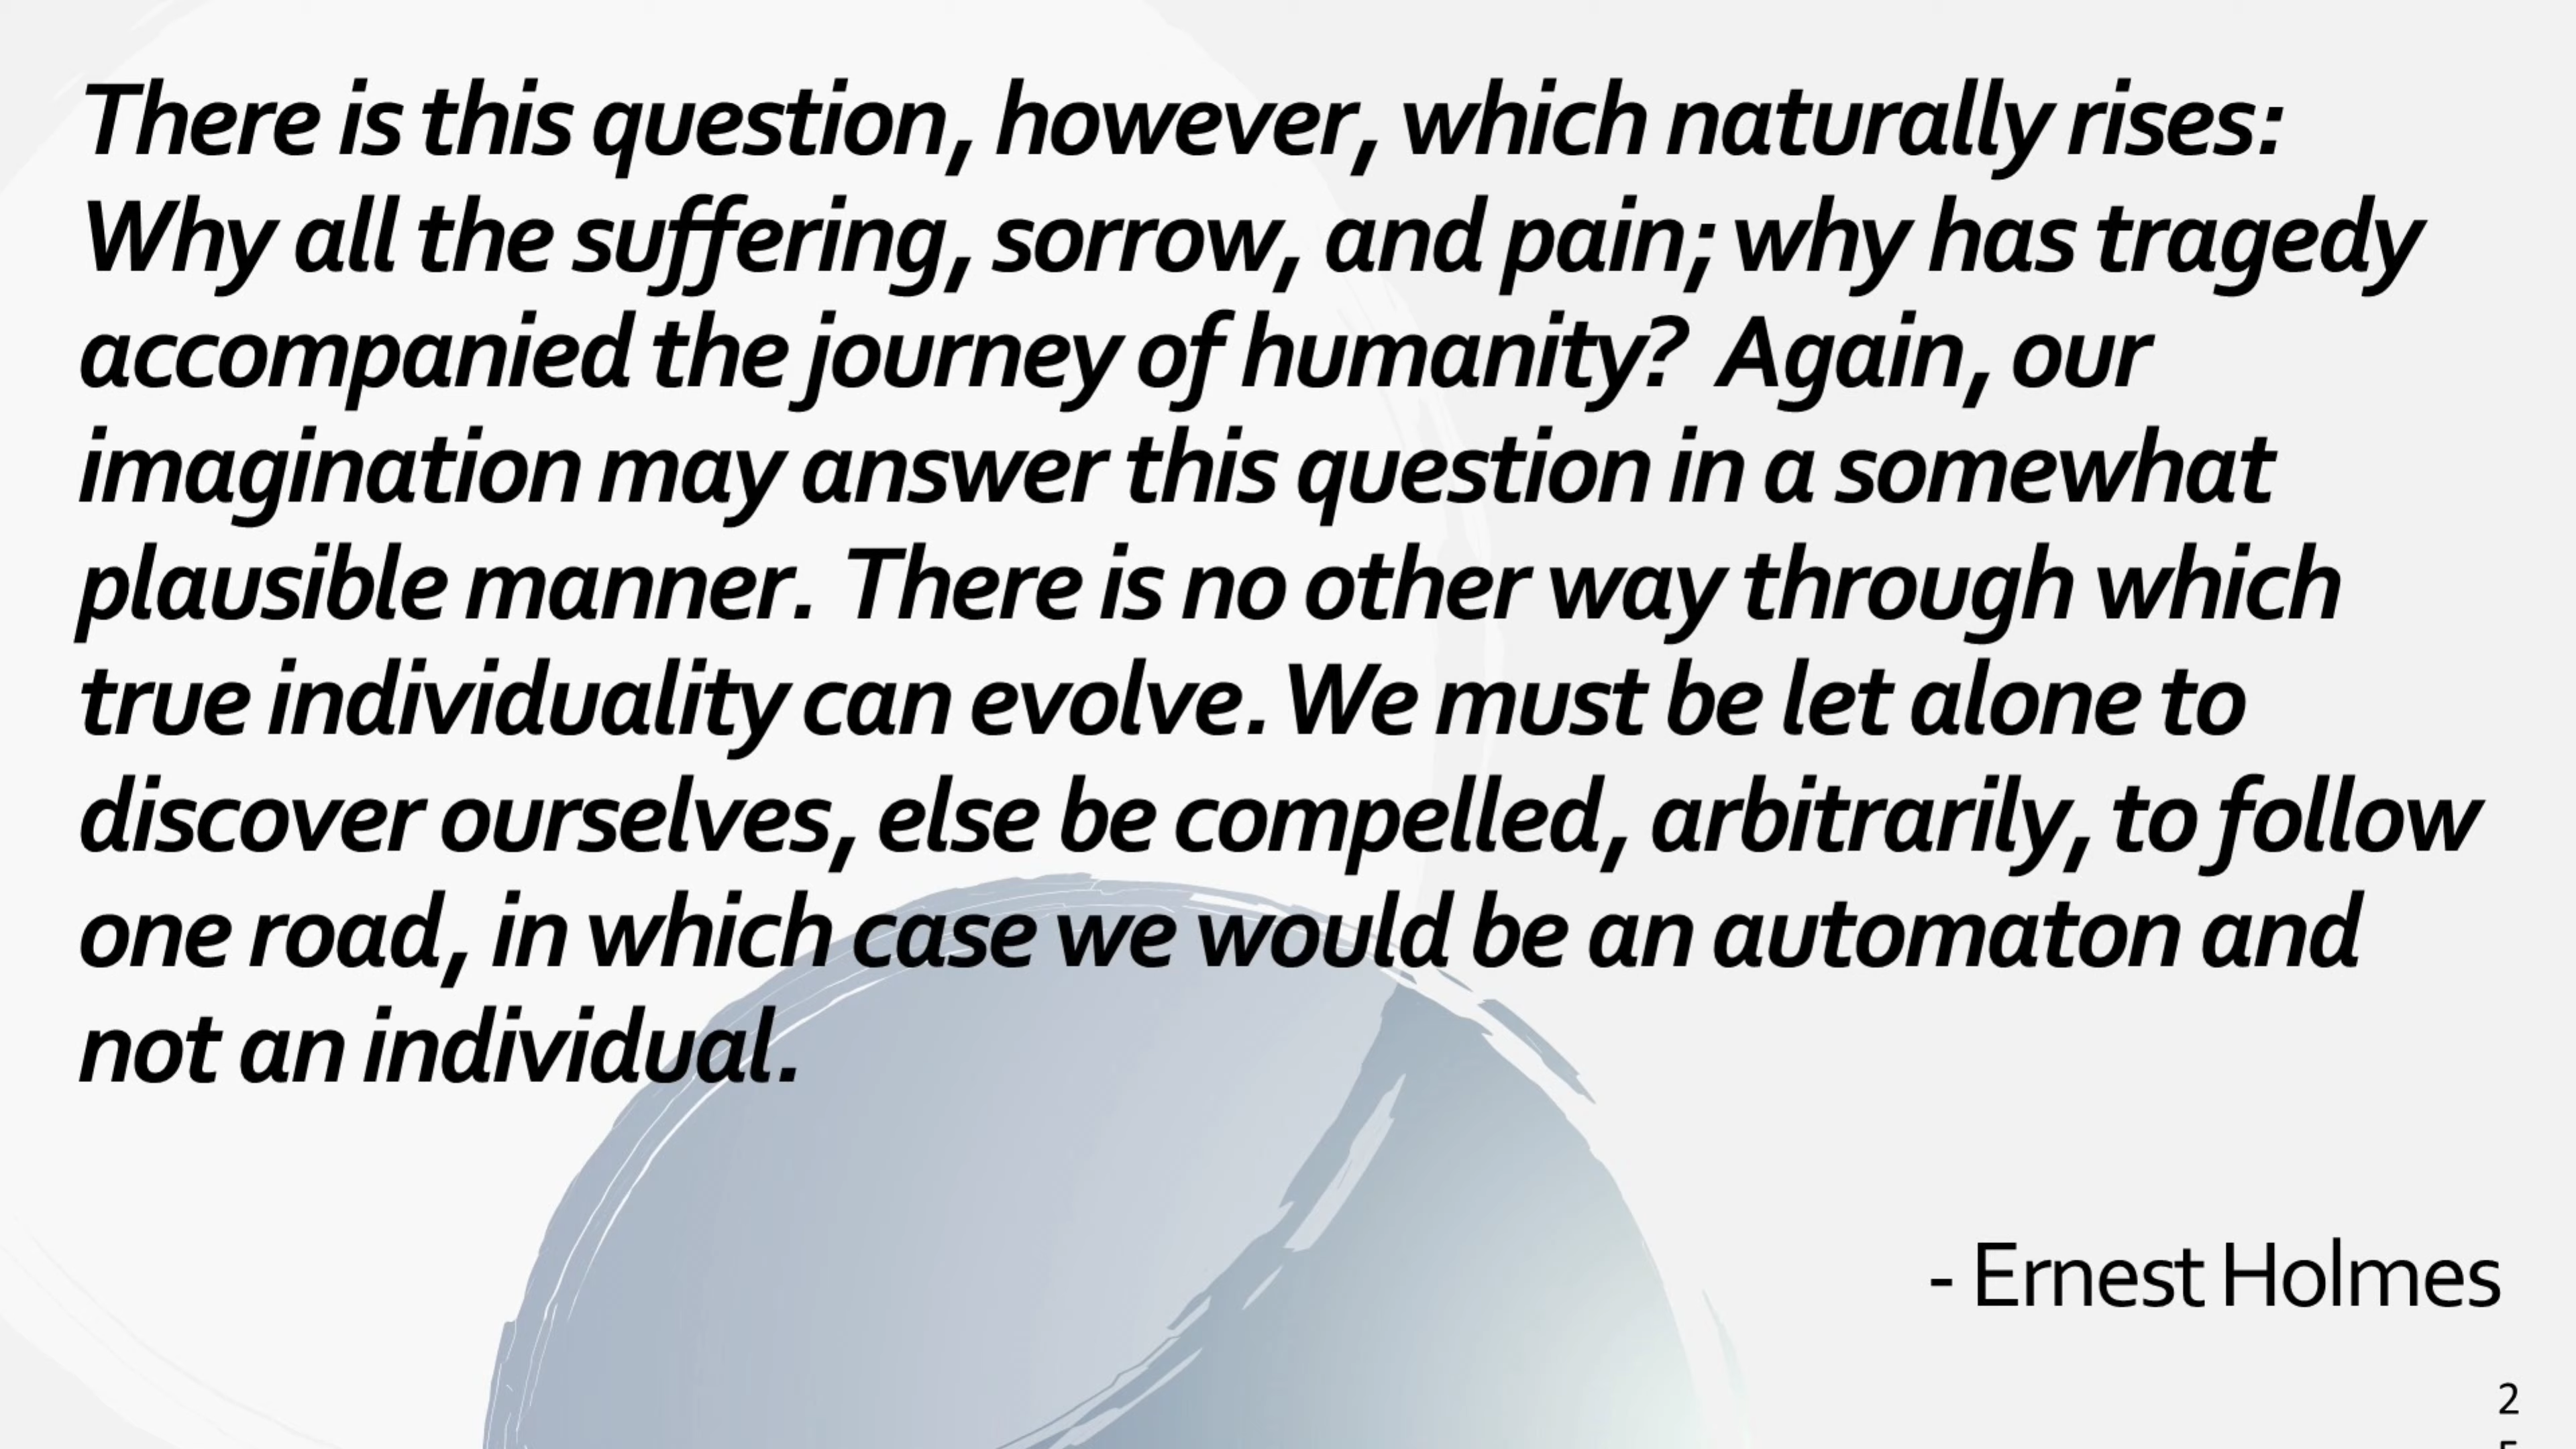 There is this question, however, which naturally rises:
Why all the suffering, sorrow, and pain; why has tragedy
accompanied the journey of humanity?  Again, our
imagination may answer this question in a somewhat
plausible manner.  There is no other way through which
true individuality can evolve. We must be let alone to
discover ourselves, else be compelled, arbitrarily, to follow
one road, in which case we would be an automaton and
not an individual.
- Ernest Holmes
2